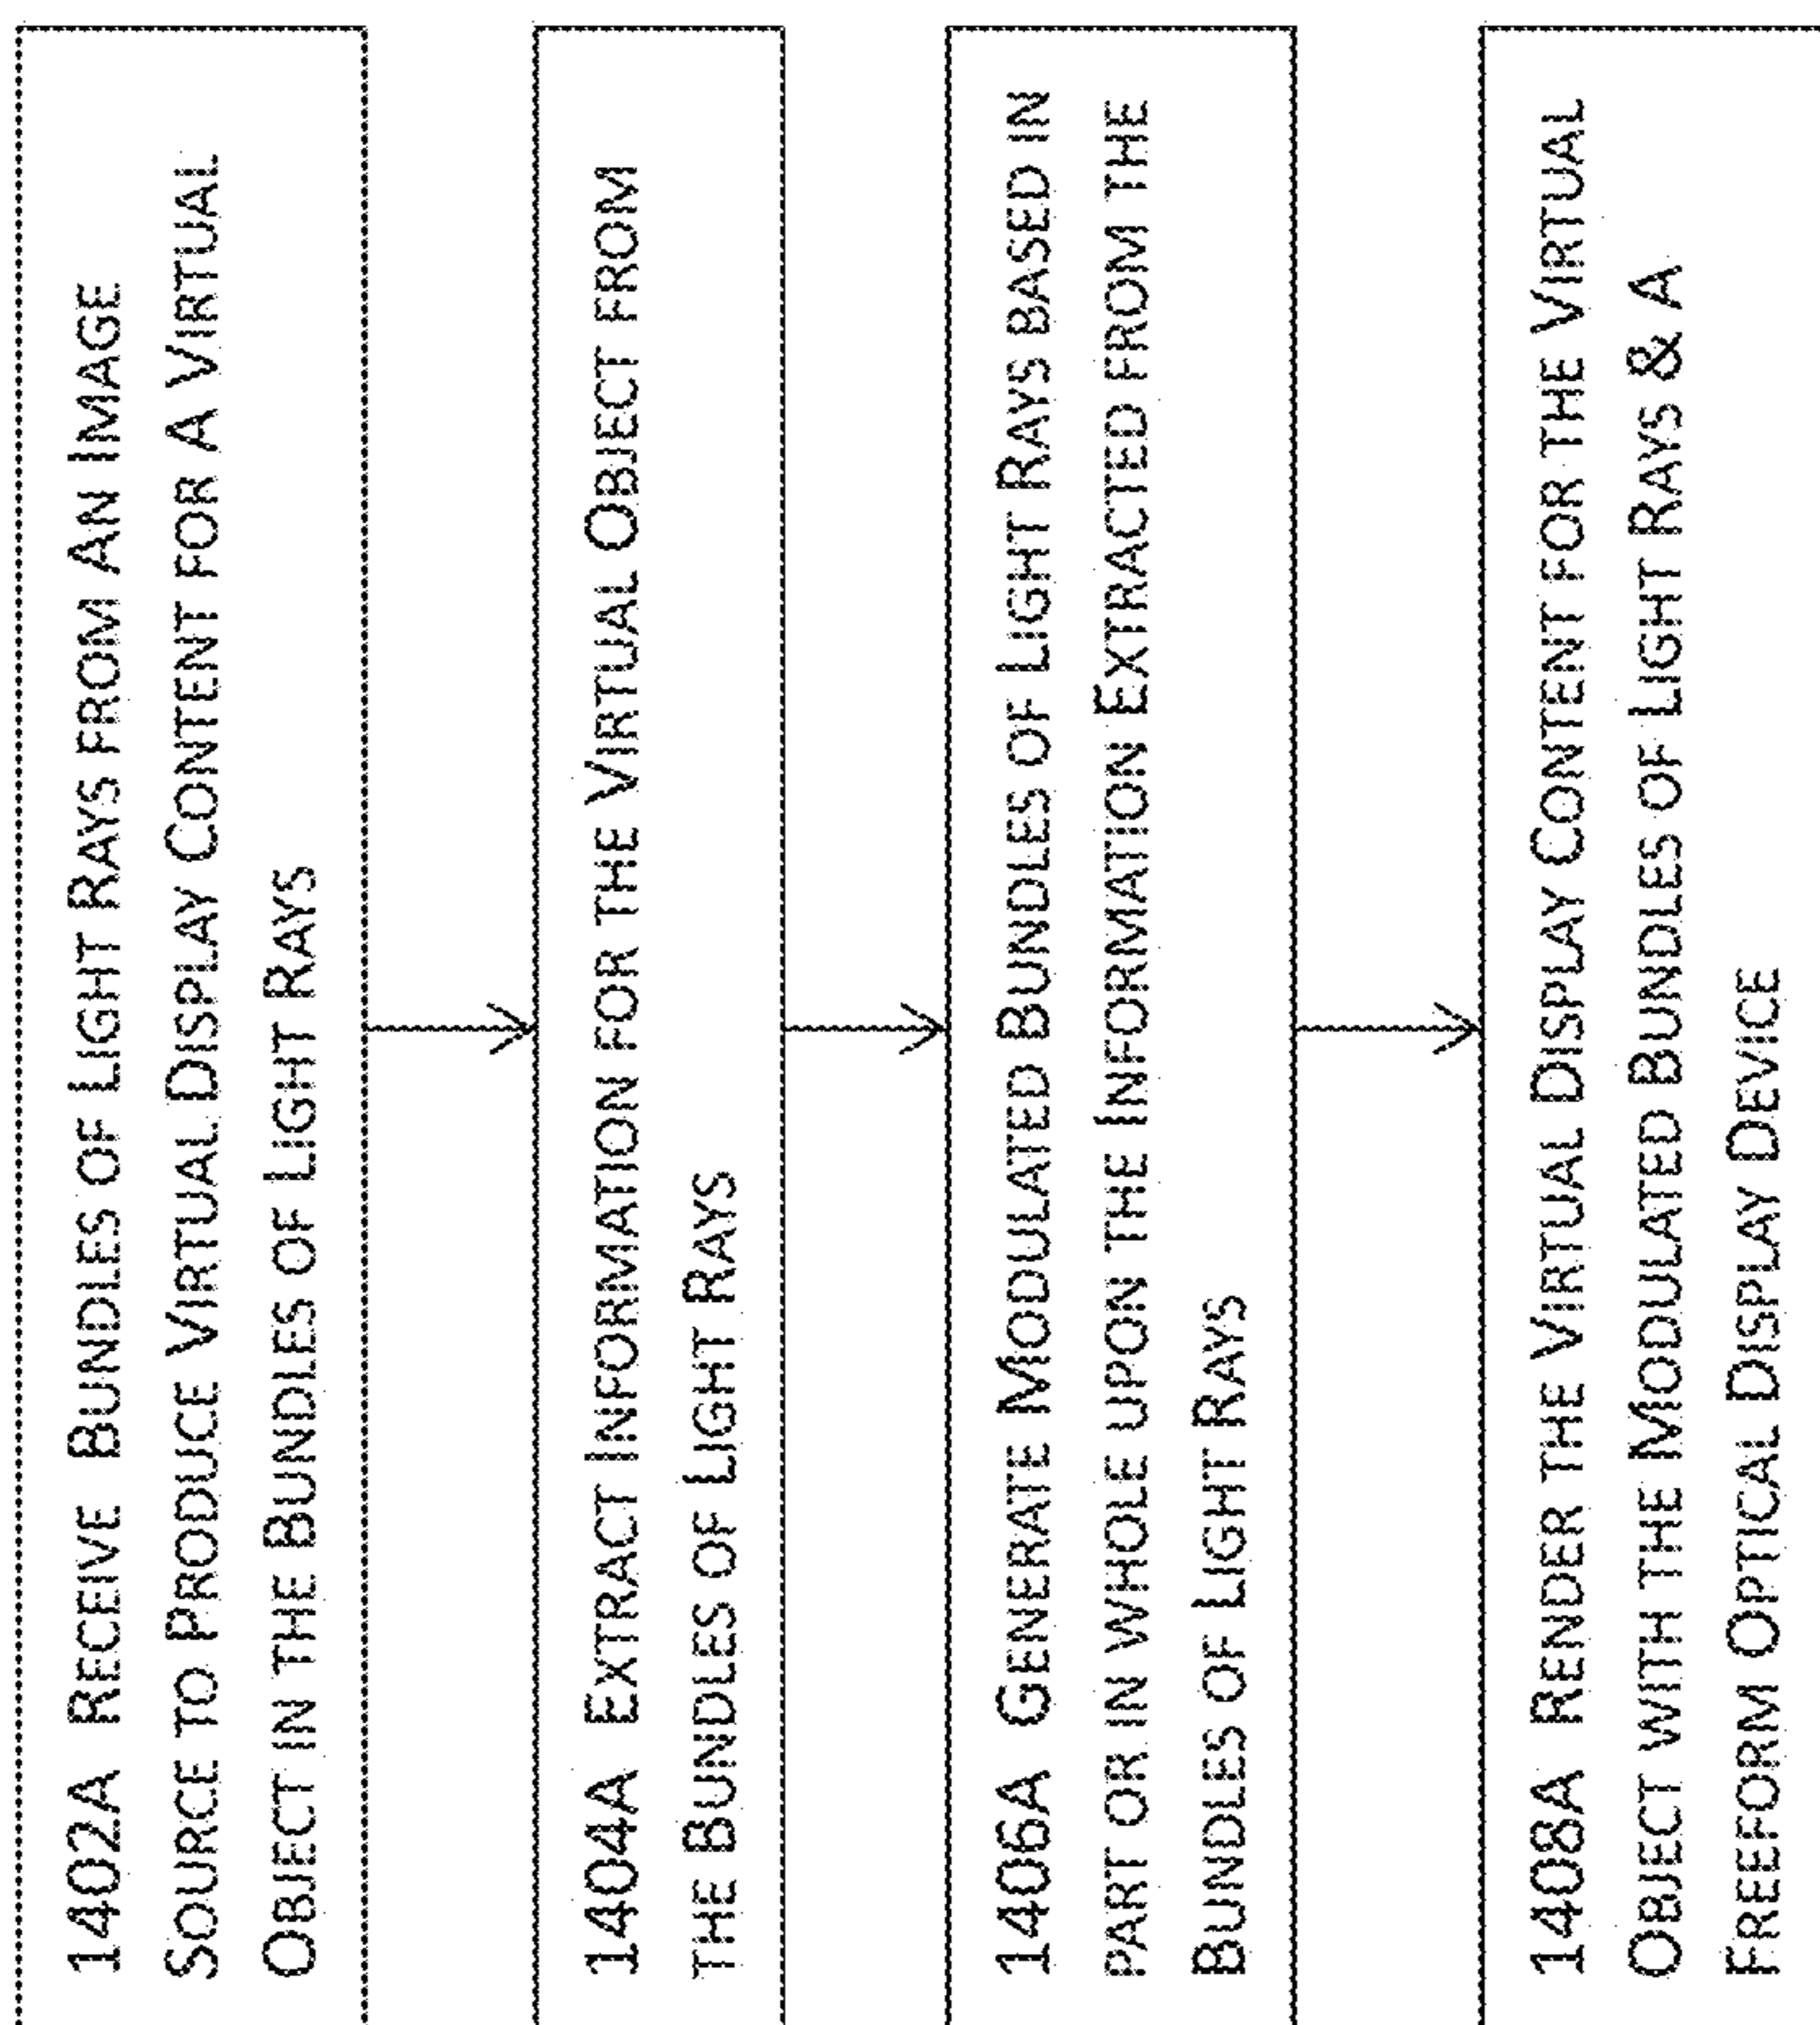 1402A RECEIVE BUNDLES OF LIGHT RAYS FROM AN IMAGE
SOURCE TO PRODUCE VIRTUAL DISPLAY CONTENT FOR A VIRTUAL
OBJECT IN THE BUNDLES OF LIGHT RAYS
1404A EXTRACT INFORMATION FOR THE VIRTUAL OBJECT FROM
THE BUNDLES OF LIGHT RAYS
1406A GENERATE MODULATED BUNDLES OF LIGHT RAYS BASED IN
PART OR IN WHOLE UPON THE INFORMATION EXTRACTED FROM THE
BUNDLES OF LIGHT RAYS
1408A RENDER THE VIRTUAL DISPLAY CONTENT FOR THE VIRTUAL
OBJECT WITH THE MODULATED BUNDLES OF LIGHT RAYS & A
FREEFORM OPTICAL DISPLAY DEVICE